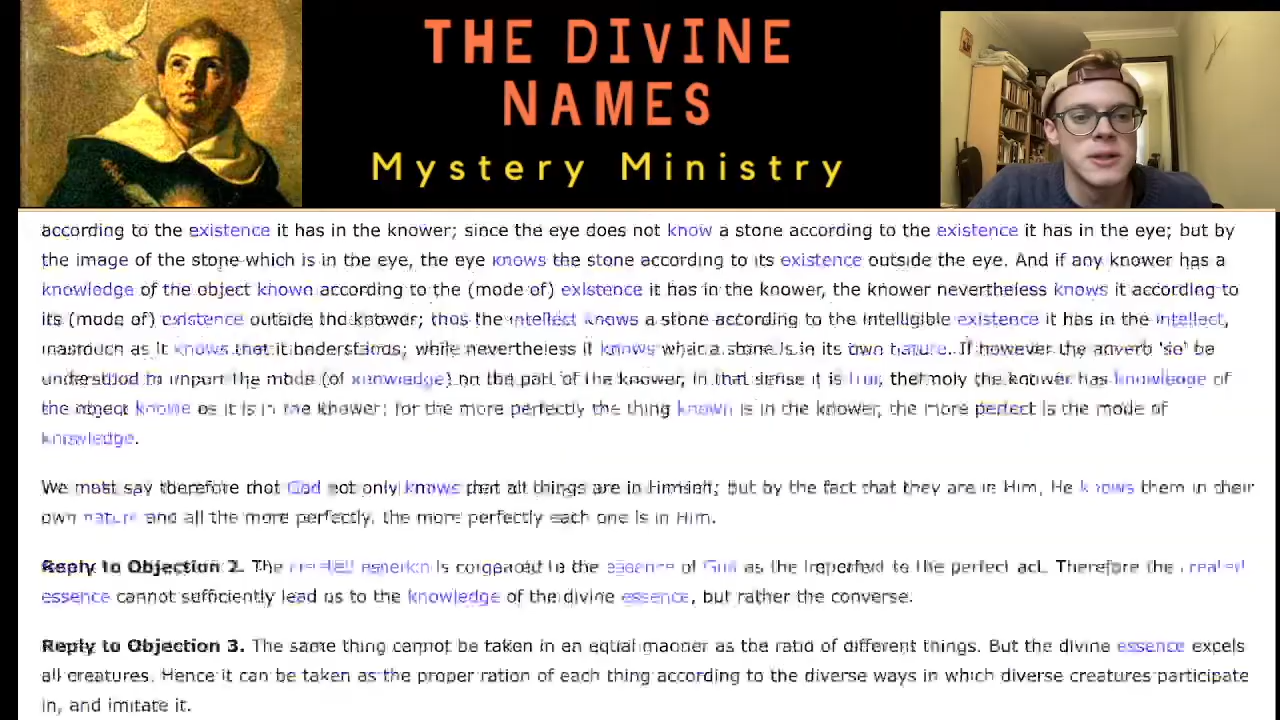 THE DIVINE
NAMES
Mystery Ministry
according to the existence it has in the knower; since the eye does not know a stone according to the existence it has in the eye; but by
the image of the stone which is in the eye, the eye knows the stone according to its existence outside the eye. And if any knower has a
knowledge of the object known according to the (mode of) existence it has in the knower, the knower nevertheless knows it according to
its (mode of) existence outside the knower; thus the intellect knows a stone according to the intelligible existence it has in the intellect,
inasmuch as it knows that it understands; while nevertheless it knows what a stone is in its own nature. If however the adverb 'so' be
understood to import the mode (of knowledge) on the part of the knower, in that sense it is true that only the knower has knowledge of
the object known as it is in the knower; for the more perfectly the thing known is in the knower, the more perfect is the mode of
knowledge.
We must say therefore that God not only knows that all things are in Himself; but by the fact that they are in Him, He knows them in their
own nature and all the more perfectly, the more perfectly each one is in Him.
Reply to Objection 2. The created essence is compared to the essence of God as the imperfect to the perfect act. Therefore the created
essence cannot sufficiently lead us to the knowledge of the divine essence, but rather the converse.
Reply to Objection 3. The same thing cannot be taken in an equal manner as the ratio of different things. But the divine essence excels
all creatures. Hence it can be taken as the proper ration of each thing according to the diverse ways in which diverse creatures participate
in, and imitate it.